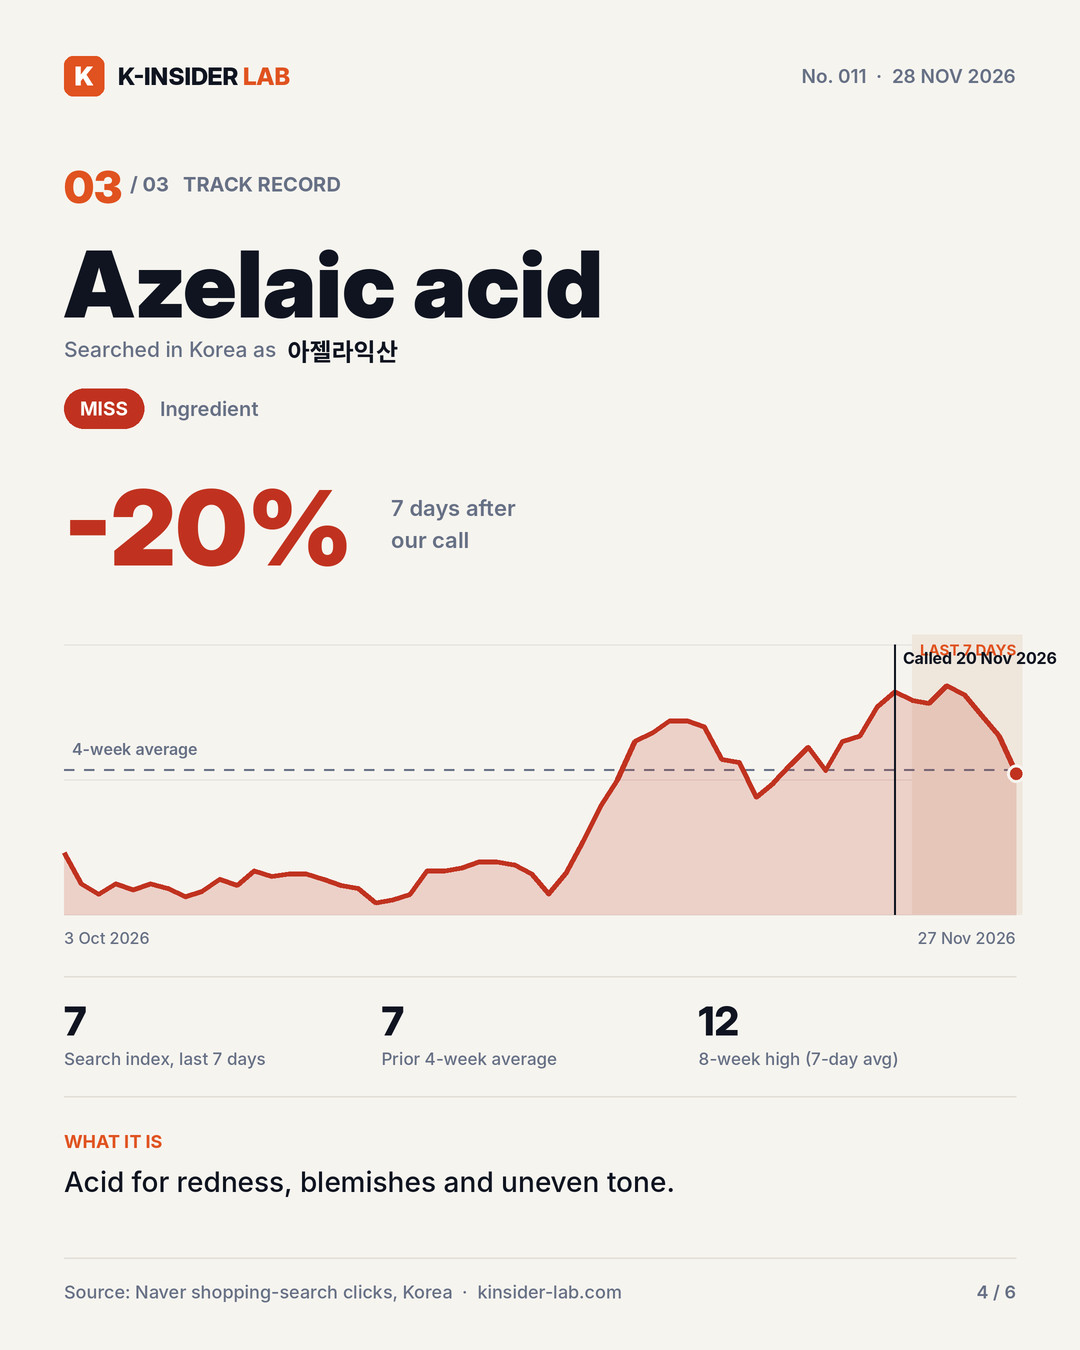 K K-INSIDER LAB
No. 011 · 28 NOV 2026
03 / 03 TRACK RECORD
Azelaic acid
Searched in Korea as 아젤라익산
MISS Ingredient
-20%
7 days after
our call
LAST 7 DAYS
Called 20 Nov 2026
4-week average
3 Oct 2026
27 Nov 2026
7
Search index, last 7 days
7
Prior 4-week average
12
8-week high (7-day avg)
WHAT IT IS
Acid for redness, blemishes and uneven tone.
Source: Naver shopping-search clicks, Korea · kinsider-lab.com
4 / 6